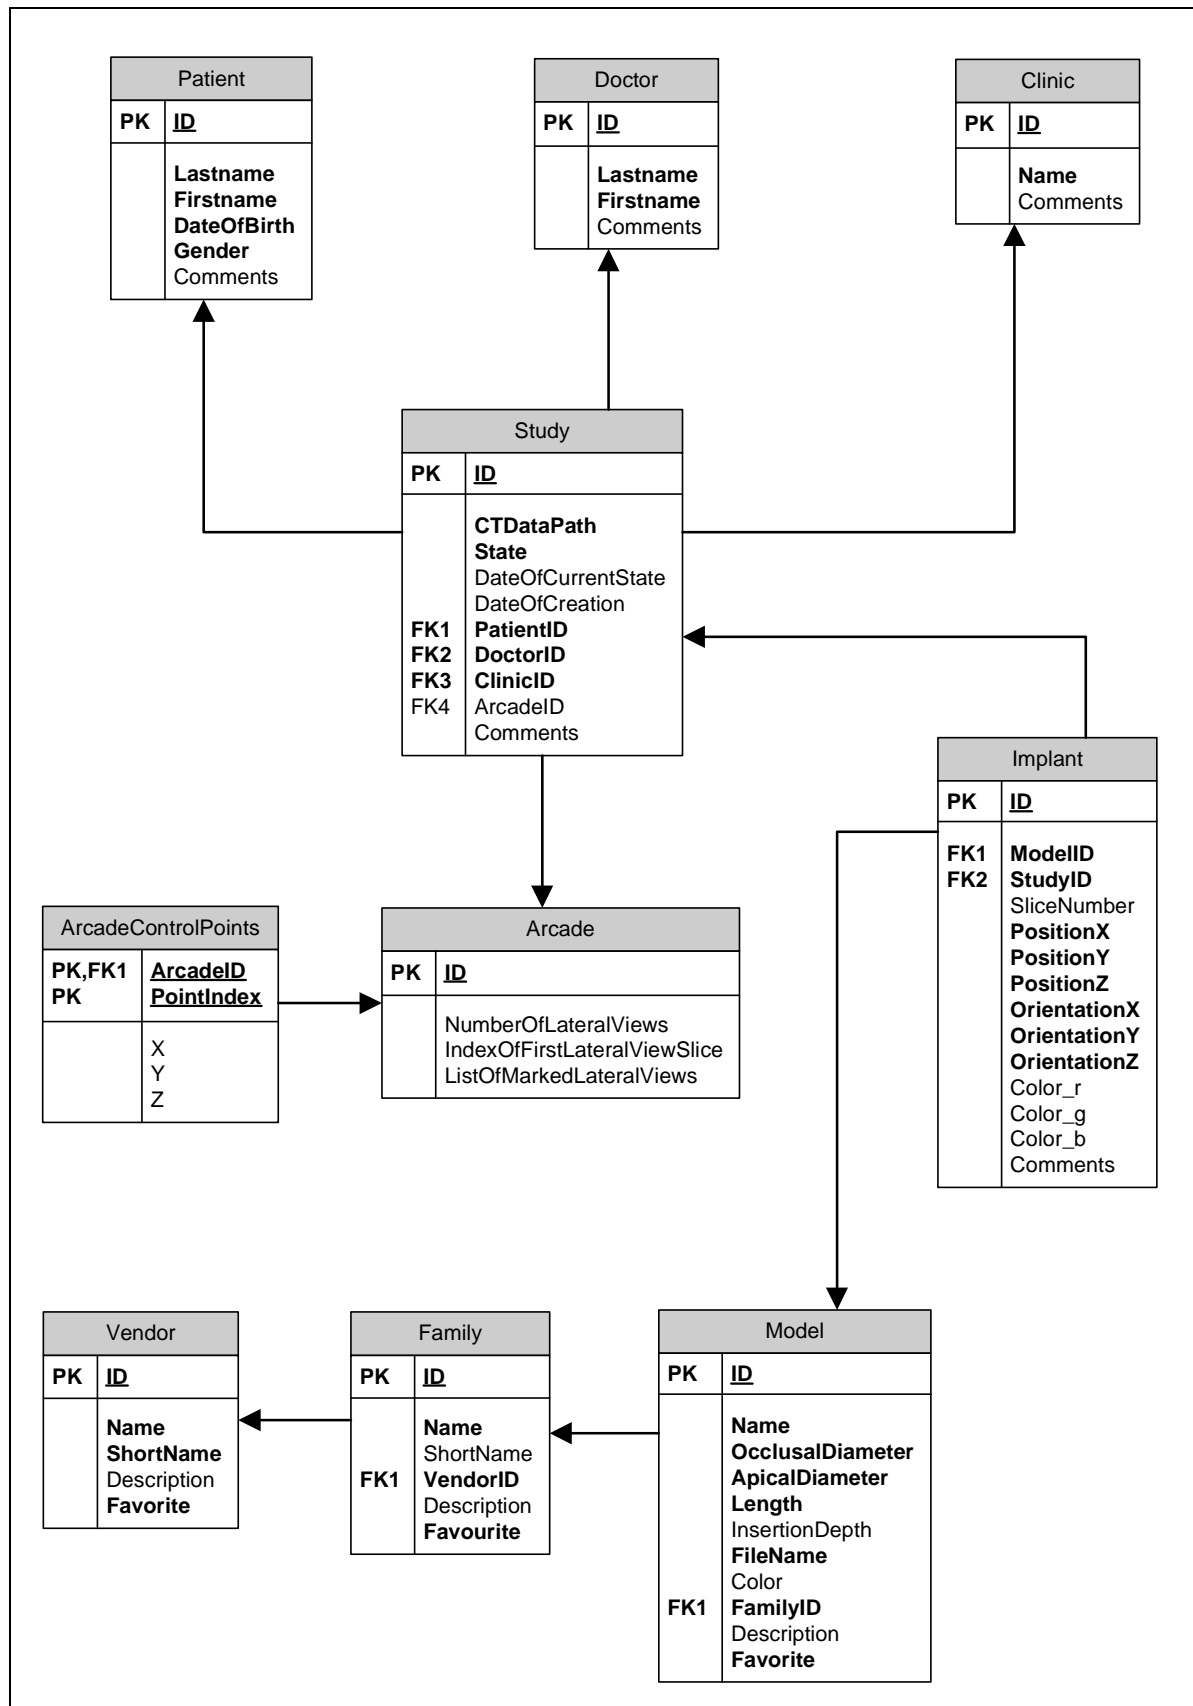 Patient
PK ID
Lastname
Firstname
DateOfBirth
Gender
Comments
Doctor
PK ID
Lastname
Firstname
Comments
Clinic
PK ID
Name
Comments
Study
PK ID
CTDataPath
State
DateOfCurrentState
DateOfCreation
FK1 PatientID
FK2 DoctorID
FK3 ClinicID
FK4 ArcadeID
Comments
Implant
PK ID
FK1 ModelID
FK2 StudyID
SliceNumber
PositionX
PositionY
PositionZ
OrientationX
OrientationY
OrientationZ
Color_r
Color_g
Color_b
Comments
ArcadeControlPoints
PK,FK1 ArcadeID
PK PointIndex
X
Y
Z
Arcade
PK ID
NumberOfLateralViews
IndexOfFirstLateralViewSlice
ListOfMarkedLateralViews
Vendor
PK ID
Name
ShortName
Description
Favorite
Family
PK ID
Name
ShortName
FK1 VendorID
Description
Favourite
Model
PK ID
Name
OcclusalDiameter
ApicalDiameter
Length
InsertionDepth
FileName
Color
FK1 FamilyID
Description
Favorite